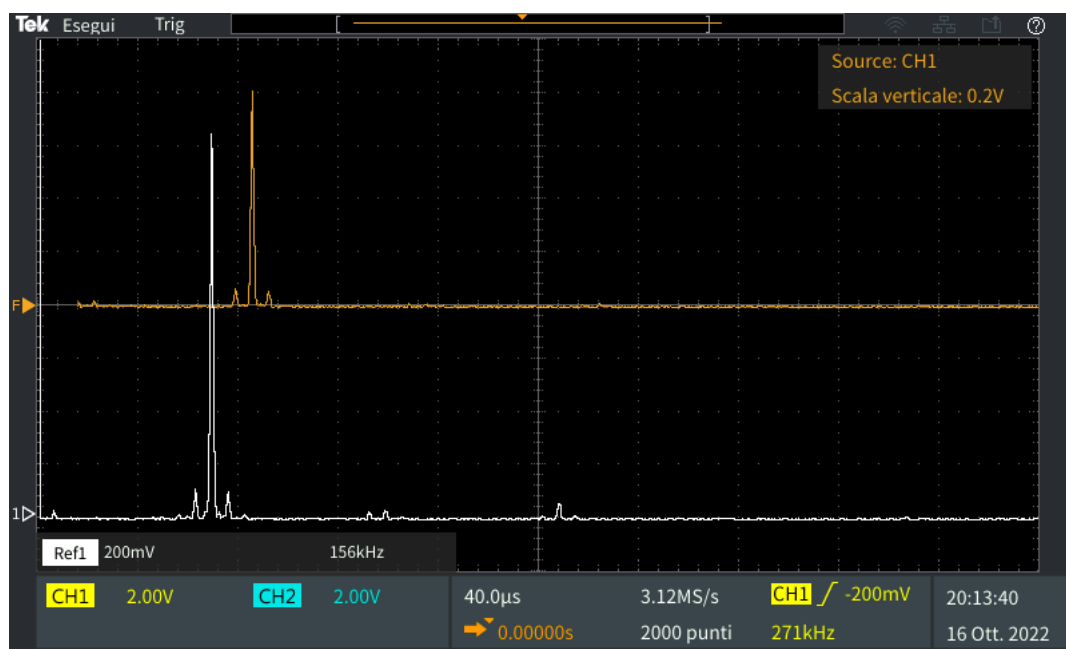 Tek Esegui Trig
Source: CH1
Scala verticale: 0.2V
F
1
Ref1 200mV 156kHz
CH1 2.00V CH2 2.00V 40.0µs 3.12MS/s CH1 -200mV 20:13:40
0.00000s 2000 punti 271kHz 16 Ott. 2022